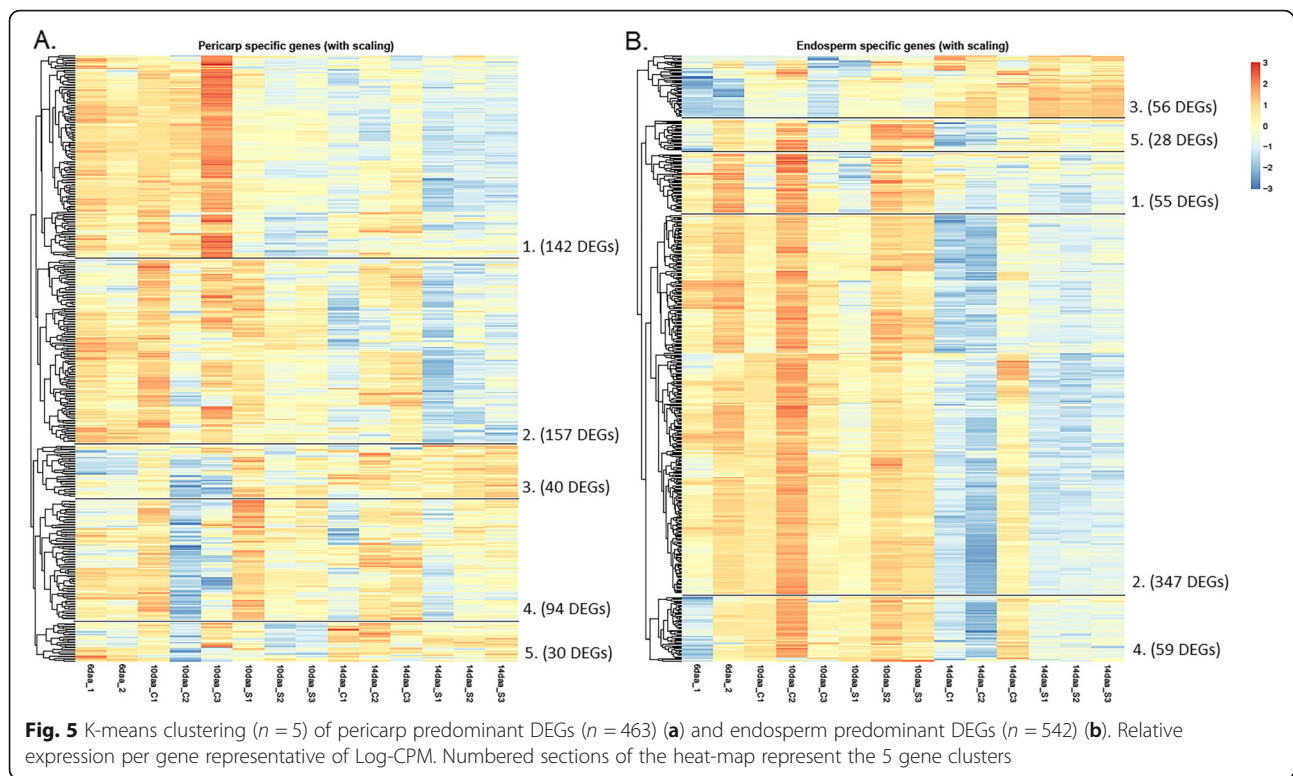 A.
Pericarp specific genes (with scaling)
1. (142 DEGs)
2. (157 DEGs)
3. (40 DEGs)
4. (94 DEGs)
5. (30 DEGs)
6daa_1
6daa_2
10daa_C1
10daa_C2
10daa_C3
10daa_S1
10daa_S2
10daa_S3
14daa_C1
14daa_C2
14daa_C3
14daa_S1
14daa_S2
14daa_S3
B.
Endosperm specific genes (with scaling)
3. (56 DEGs)
5. (28 DEGs)
1. (55 DEGs)
2. (347 DEGs)
4. (59 DEGs)
6daa_1
6daa_2
10daa_C1
10daa_C2
10daa_C3
10daa_S1
10daa_S2
10daa_S3
14daa_C1
14daa_C2
14daa_C3
14daa_S1
14daa_S2
14daa_S3
3
2
1
0
−1
−2
−3
Fig. 5 K-means clustering (n = 5) of pericarp predominant DEGs (n = 463) (a) and endosperm predominant DEGs (n = 542) (b). Relative
expression per gene representative of Log-CPM. Numbered sections of the heat-map represent the 5 gene clusters